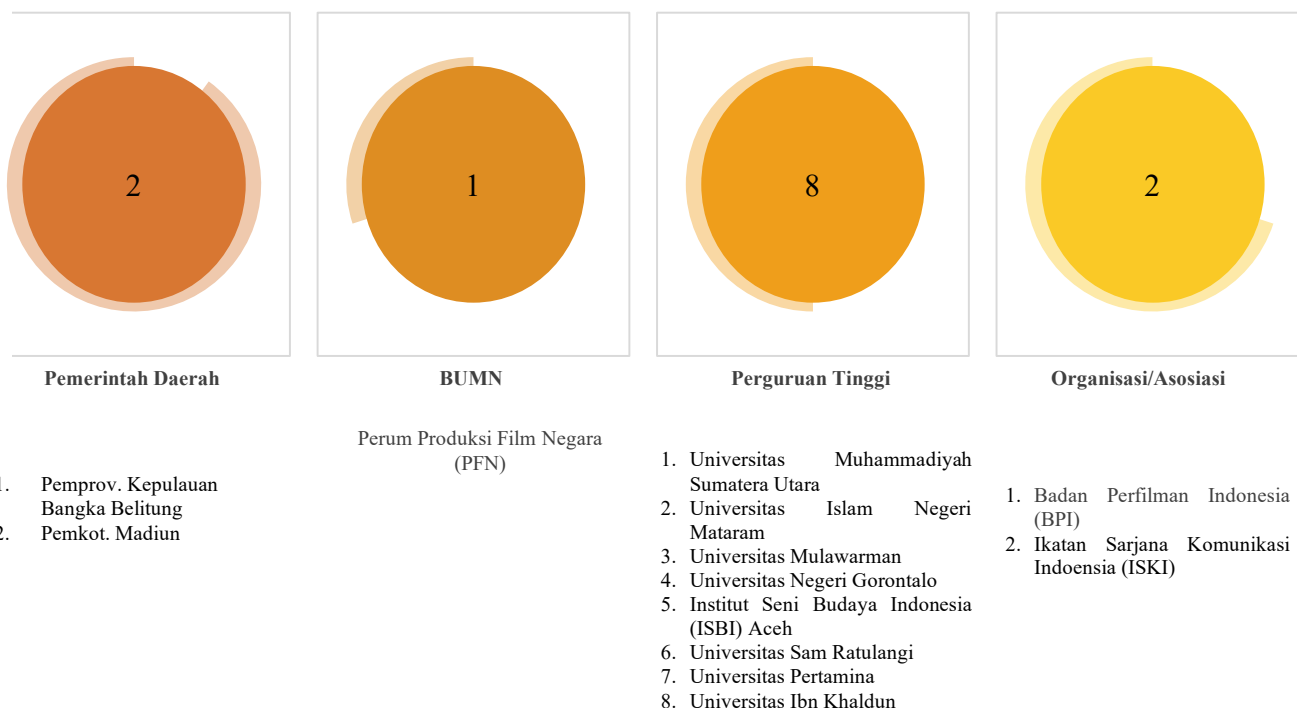 2
1
8
2
Pemerintah Daerah
BUMN
Perguruan Tinggi
Organisasi/Asosiasi
1. Pemprov. Kepulauan
Bangka Belitung
2. Pemkot. Madiun
Perum Produksi Film Negara
(PFN)
1. Universitas Muhammadiyah
Sumatera Utara
2. Universitas Islam Negeri
Mataram
3. Universitas Mulawarman
4. Universitas Negeri Gorontalo
5. Institut Seni Budaya Indonesia
(ISBI) Aceh
6. Universitas Sam Ratulangi
7. Universitas Pertamina
8. Universitas Ibn Khaldun
1. Badan Perfilman Indonesia
(BPI)
2. Ikatan Sarjana Komunikasi
Indoensia (ISKI)